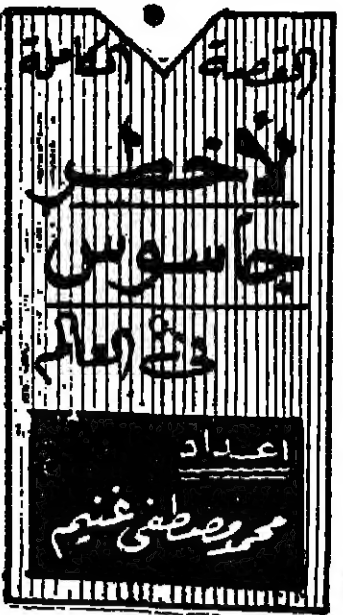 القصة الكاملة
لأخطر
جاسوس
في العالم
اعداد
محمد مصطفى غنيم